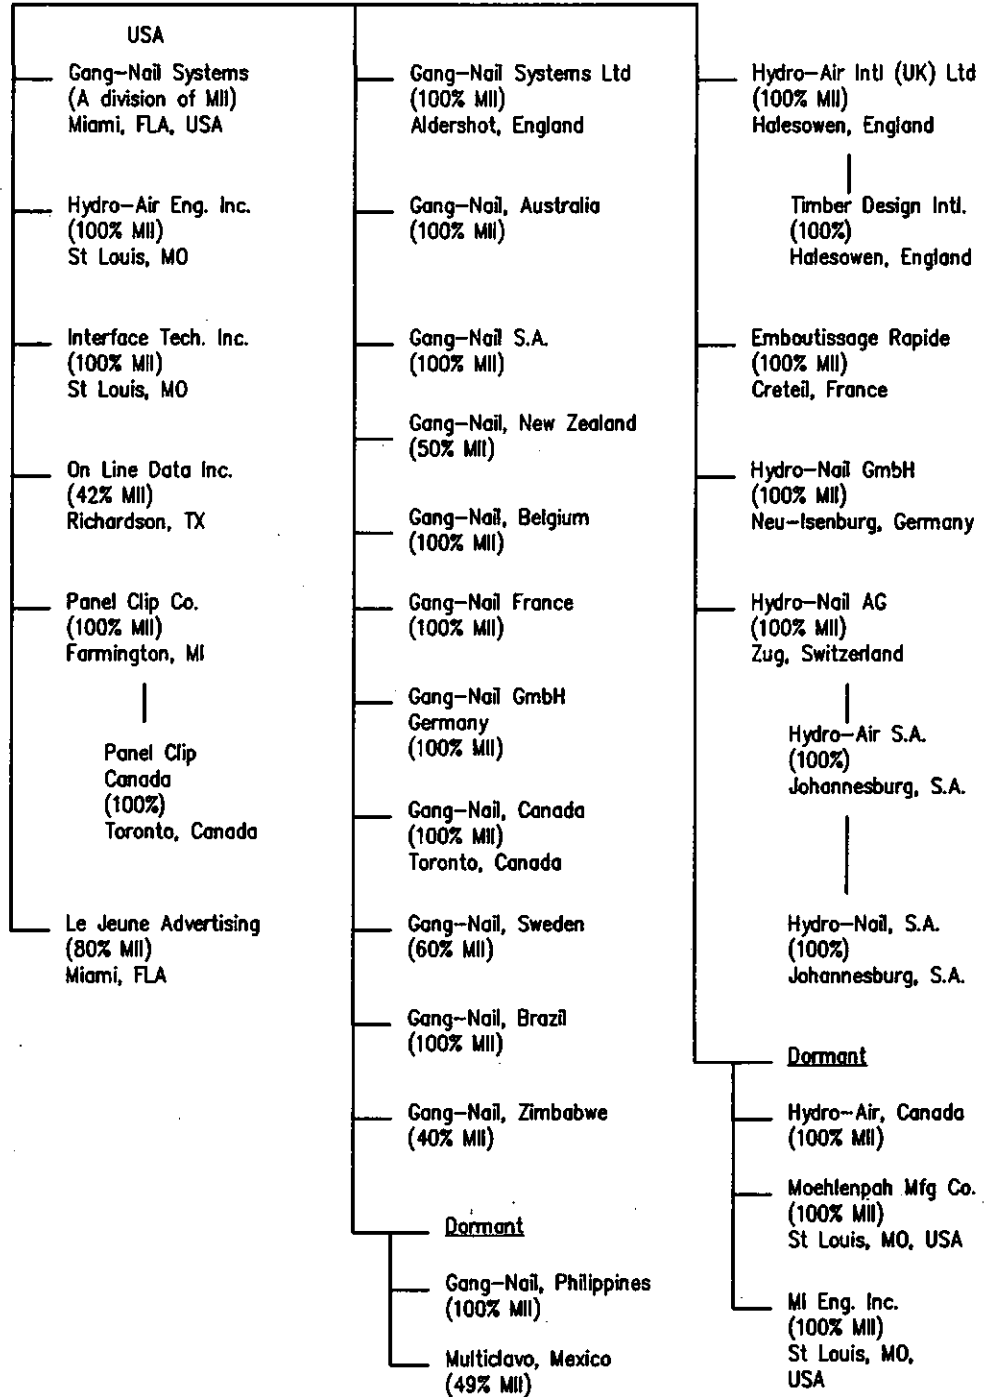 USA
Gang-Nail Systems
(A division of MII)
Miami, FLA, USA
Hydro-Air Eng. Inc.
(100% MII)
St Louis, MO
Interface Tech. Inc.
(100% MII)
St Louis, MO
On Line Data Inc.
(42% MII)
Richardson, TX
Panel Clip Co.
(100% MII)
Farmington, MI
Panel Clip
Canada
(100%)
Toronto, Canada
Le Jeune Advertising
(80% MII)
Miami, FLA
Gang-Nail Systems Ltd
(100% MII)
Aldershot, England
Gang-Nail, Australia
(100% MII)
Gang-Nail S.A.
(100% MII)
Gang-Nail, New Zealand
(50% MII)
Gang-Nail, Belgium
(100% MII)
Gang-Nail France
(100% MII)
Gang-Nail GmbH
Germany
(100% MII)
Gang-Nail, Canada
(100% MII)
Toronto, Canada
Gang-Nail, Sweden
(60% MII)
Gang-Nail, Brazil
(100% MII)
Gang-Nail, Zimbabwe
(40% MII)
Dormant
Gang-Nail, Philippines
(100% MII)
Multiclavo, Mexico
(49% MII)
Hydro-Air Intl (UK) Ltd
(100% MII)
Halesowen, England
Timber Design Intl.
(100%)
Halesowen, England
Emboutissage Rapide
(100% MII)
Creteil, France
Hydro-Nail GmbH
(100% MII)
Neu-Isenburg, Germany
Hydro-Nail AG
(100% MII)
Zug, Switzerland
Hydro-Air S.A.
(100%)
Johannesburg, S.A.
Hydro-Nail, S.A.
(100%)
Johannesburg, S.A.
Dormant
Hydro-Air, Canada
(100% MII)
Moehlenpah Mfg Co.
(100% MII)
St Louis, MO, USA
MI Eng. Inc.
(100% MII)
St Louis, MO,
USA